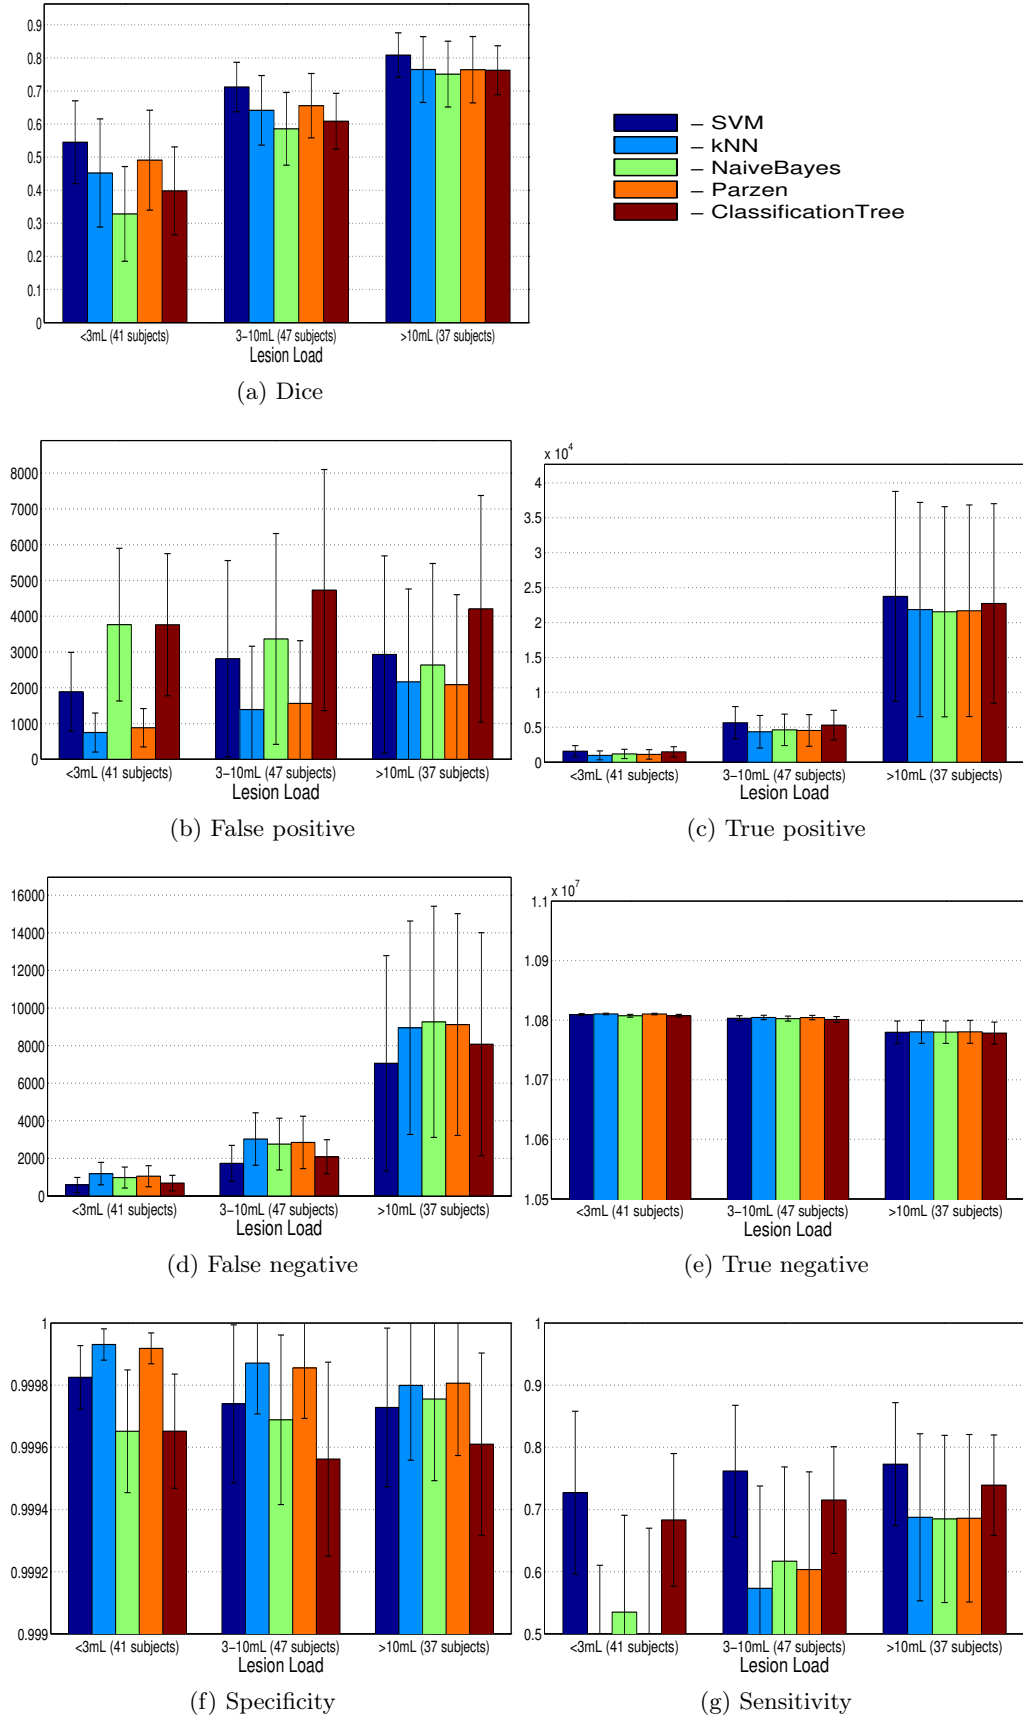 0.9
0.8
0.7
0.6
0.5
0.4
0.3
0.2
0.1
0
<3mL (41 subjects) 3−10mL (47 subjects) >10mL (37 subjects)
Lesion Load
(a) Dice
− SVM
− kNN
− NaiveBayes
− Parzen
− ClassificationTree
8000
7000
6000
5000
4000
3000
2000
1000
0
<3mL (41 subjects) 3−10mL (47 subjects) >10mL (37 subjects)
Lesion Load
(b) False positive
x 10^4
4
3.5
3
2.5
2
1.5
1
0.5
0
<3mL (41 subjects) 3−10mL (47 subjects) >10mL (37 subjects)
Lesion Load
(c) True positive
16000
14000
12000
10000
8000
6000
4000
2000
0
<3mL (41 subjects) 3−10mL (47 subjects) >10mL (37 subjects)
Lesion Load
(d) False negative
x 10^7
1.1
1.09
1.08
1.07
1.06
1.05
<3mL (41 subjects) 3−10mL (47 subjects) >10mL (37 subjects)
Lesion Load
(e) True negative
1
0.9998
0.9996
0.9994
0.9992
0.999
<3mL (41 subjects) 3−10mL (47 subjects) >10mL (37 subjects)
Lesion Load
(f) Specificity
1
0.9
0.8
0.7
0.6
0.5
<3mL (41 subjects) 3−10mL (47 subjects) >10mL (37 subjects)
Lesion Load
(g) Sensitivity